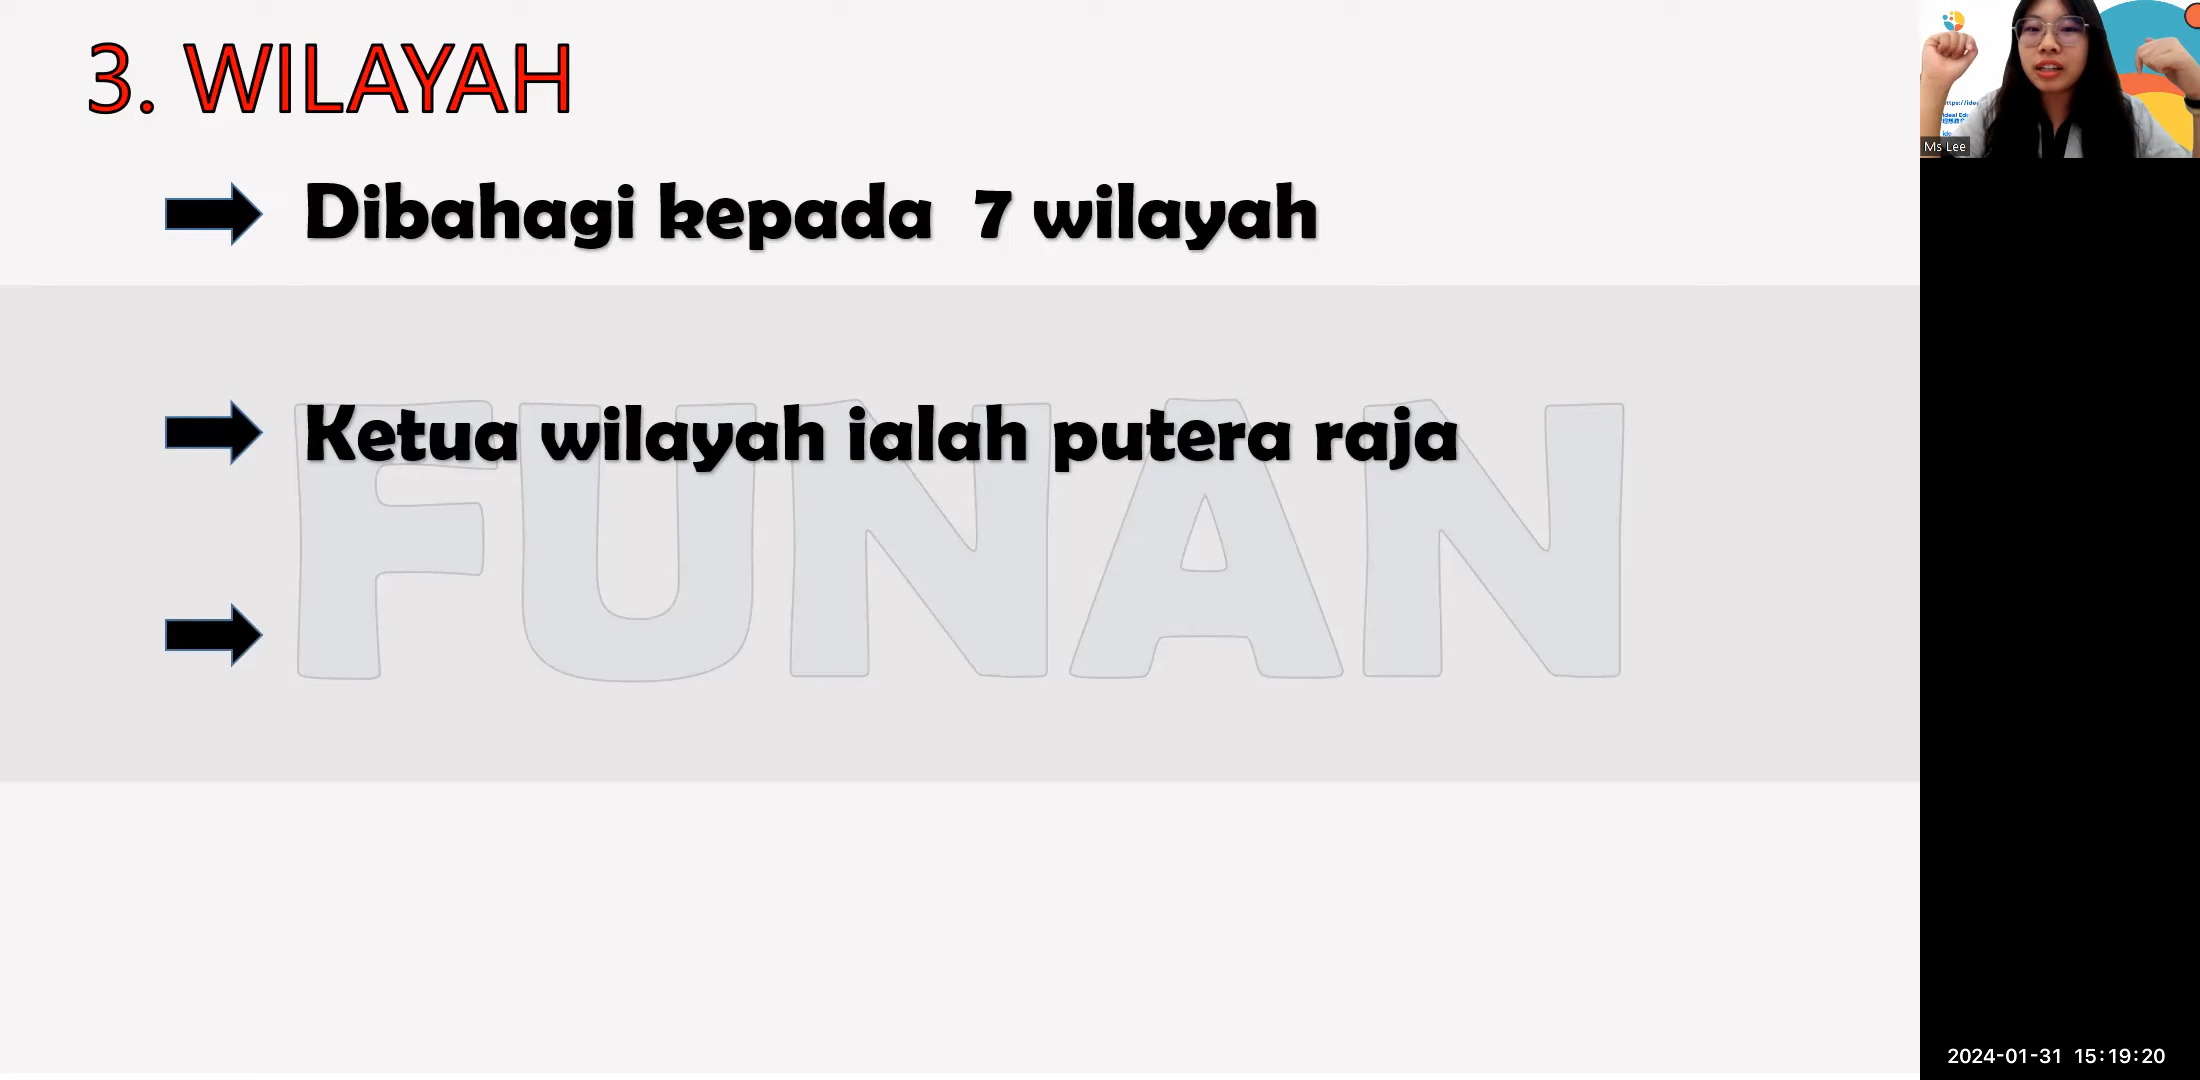 3. WILAYAH
Dibahagi kepada 7 wilayah
Ketua wilayah ialah putera raja
FUNAN
Ms Lee
2024-01-31 15:19:20